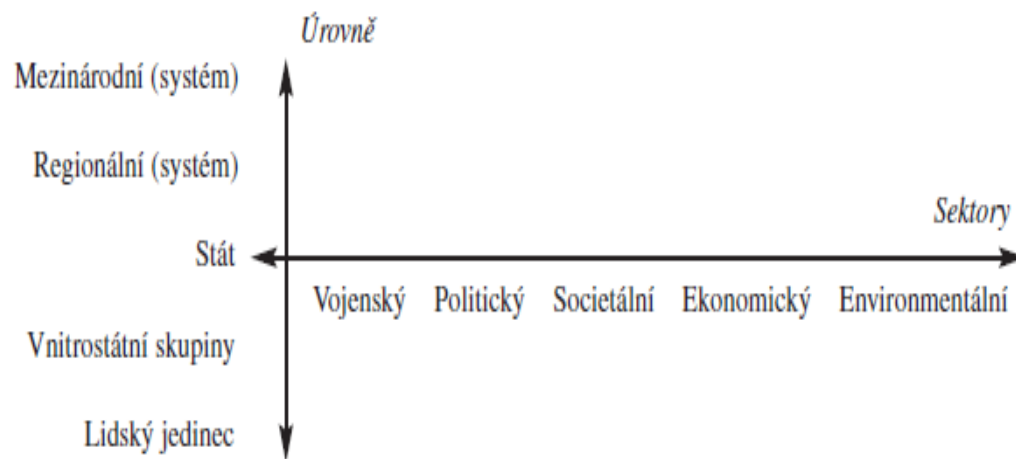 Úrovně
Mezinárodní (systém)
Regionální (systém)
Sektory
Stát
Vojenský Politický Societální Ekonomický Environmentální
Vnitrostátní skupiny
Lidský jedinec